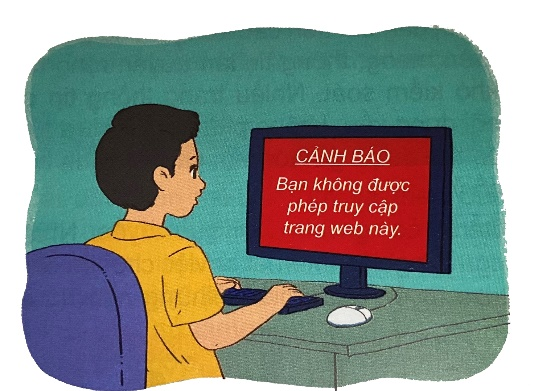 CẢNH BÁO
Bạn không được
phép truy cập
trang web này.